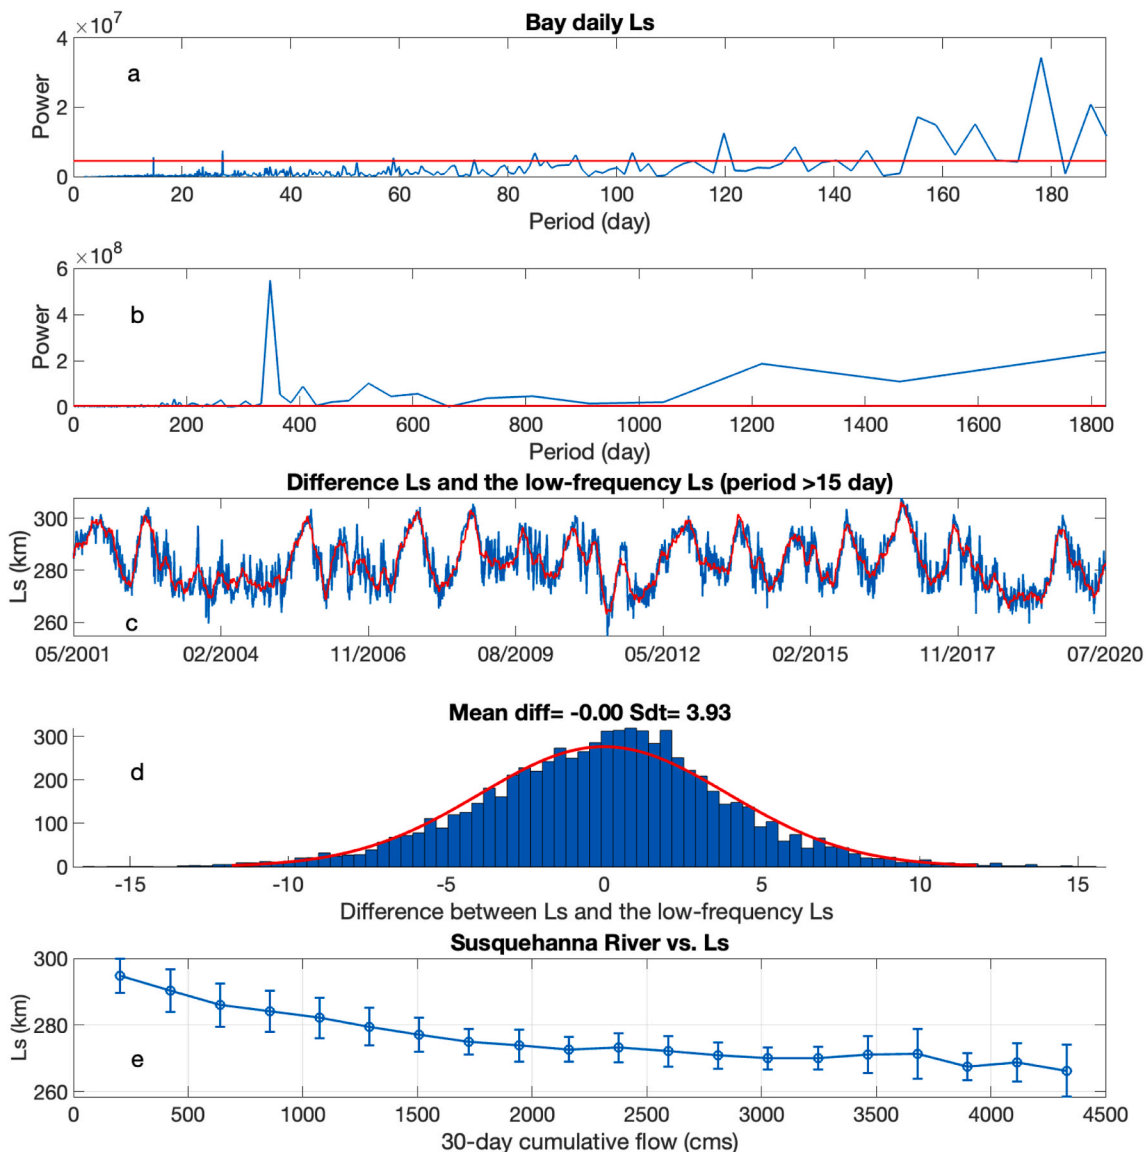 Bay daily Ls
×10^7
4
2
0
Power
a
0 20 40 60 80 100 120 140 160 180
Period (day)
×10^8
6
4
2
0
Power
b
0 200 400 600 800 1000 1200 1400 1600 1800
Period (day)
Difference Ls and the low-frequency Ls (period >15 day)
300
280
260
Ls (km)
c
05/2001 02/2004 11/2006 08/2009 05/2012 02/2015 11/2017 07/2020
Mean diff= -0.00 Sdt= 3.93
300
200
100
0
d
-15 -10 -5 0 5 10 15
Difference between Ls and the low-frequency Ls
Susquehanna River vs. Ls
300
280
260
Ls (km)
e
0 500 1000 1500 2000 2500 3000 3500 4000 4500
30-day cumulative flow (cms)